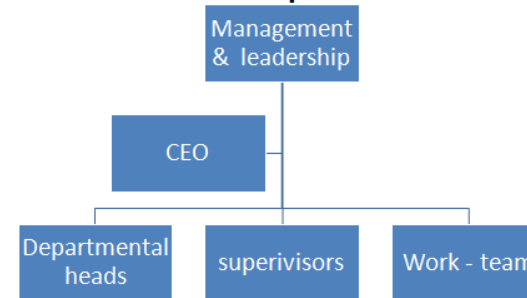 Management
& leadership
CEO
Departmental
heads
superivisors
Work - team